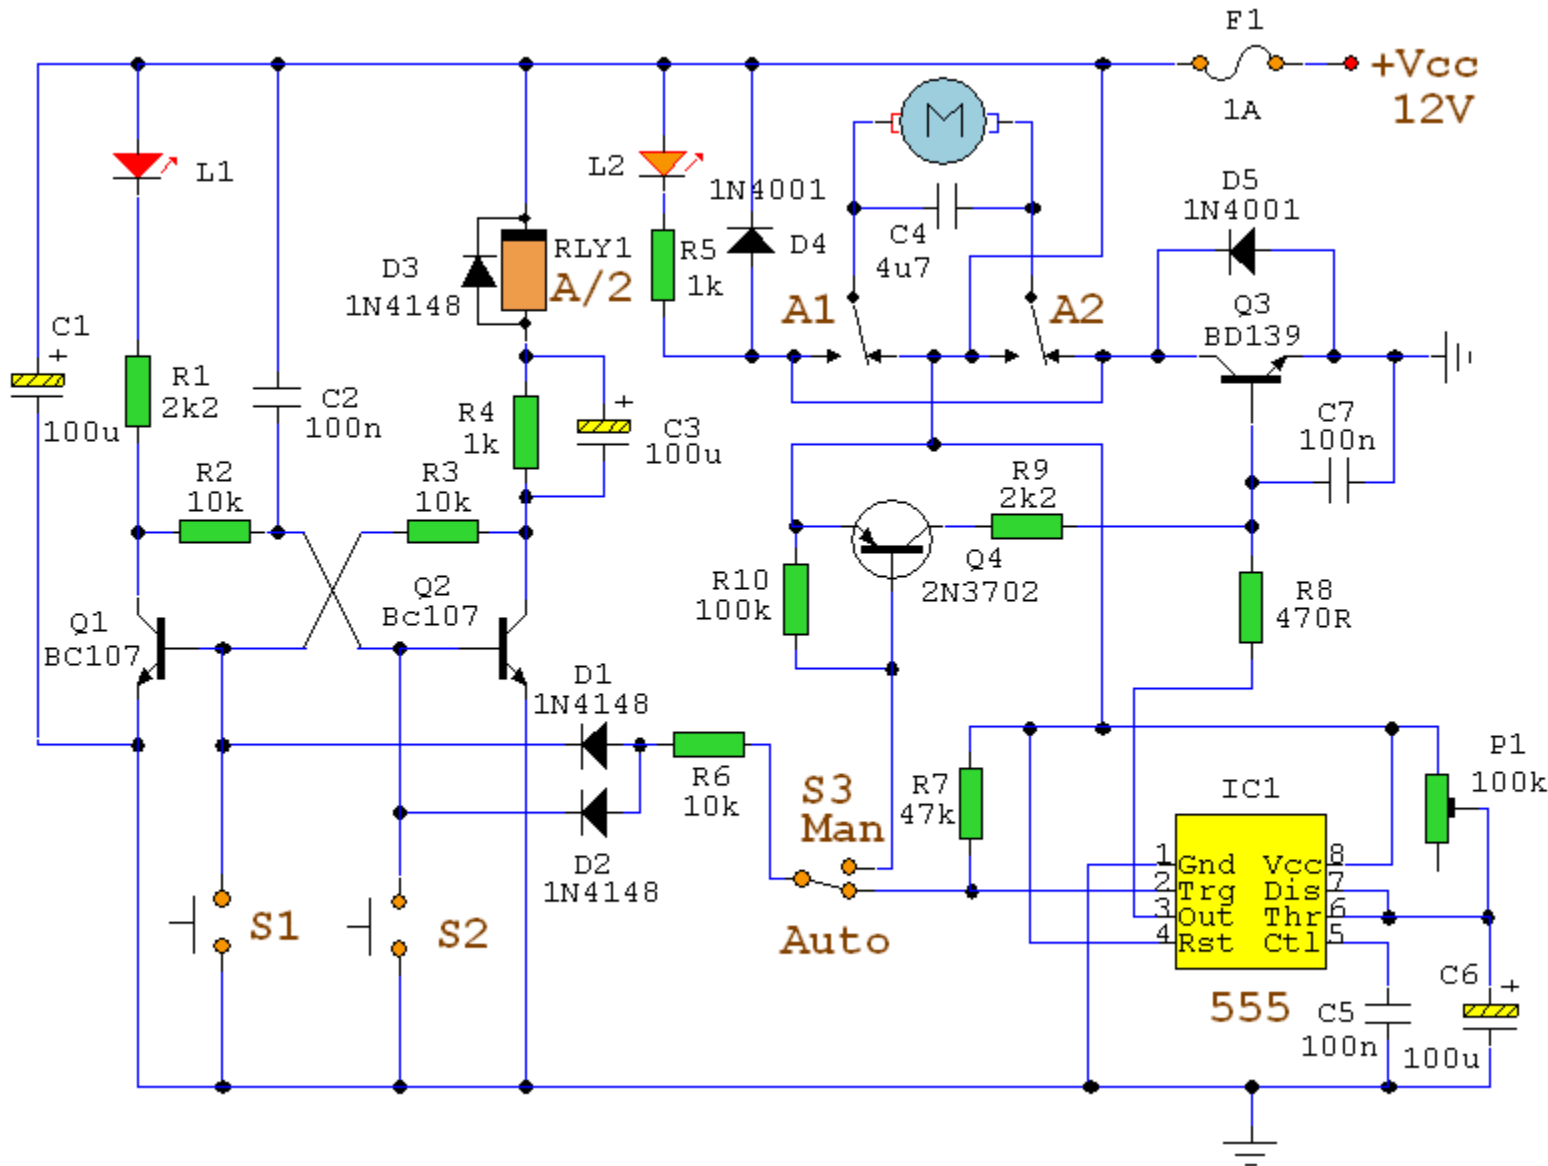 F1
+Vcc
12V
1A
M
L1
L2
1N4001
D4
D5
1N4001
C4
4u7
RLY1
A/2
D3
1N4148
R5
1k
A1
A2
Q3
BD139
C1
+
100u
R1
2k2
C2
100n
R4
1k
+
C3
100u
C7
100n
R2
10k
R3
10k
R9
2k2
Q4
2N3702
R10
100k
R8
470R
Q1
BC107
Q2
Bc107
D1
1N4148
R6
10k
D2
1N4148
S3
Man
Auto
R7
47k
IC1
P1
100k
1 Gnd Vcc 8
2 Trg Dis 7
3 Out Thr 6
4 Rst Ctl 5
555
S1
S2
C5
100n
C6
+
100u